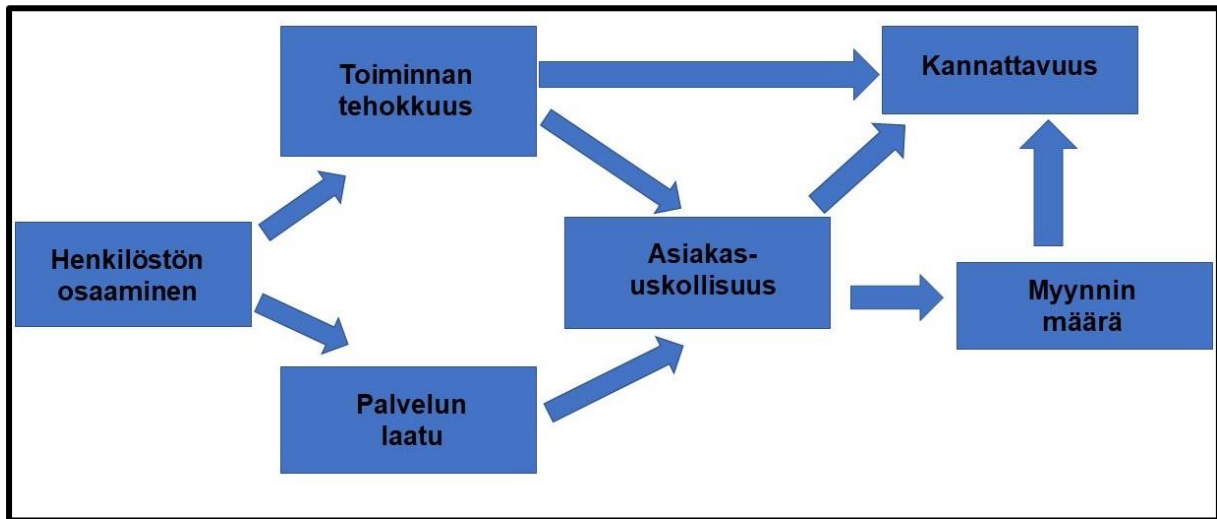 Toiminnan
tehokkuus
Kannattavuus
Henkilöstön
osaaminen
Asiakas-
uskollisuus
Myynnin
määrä
Palvelun
laatu